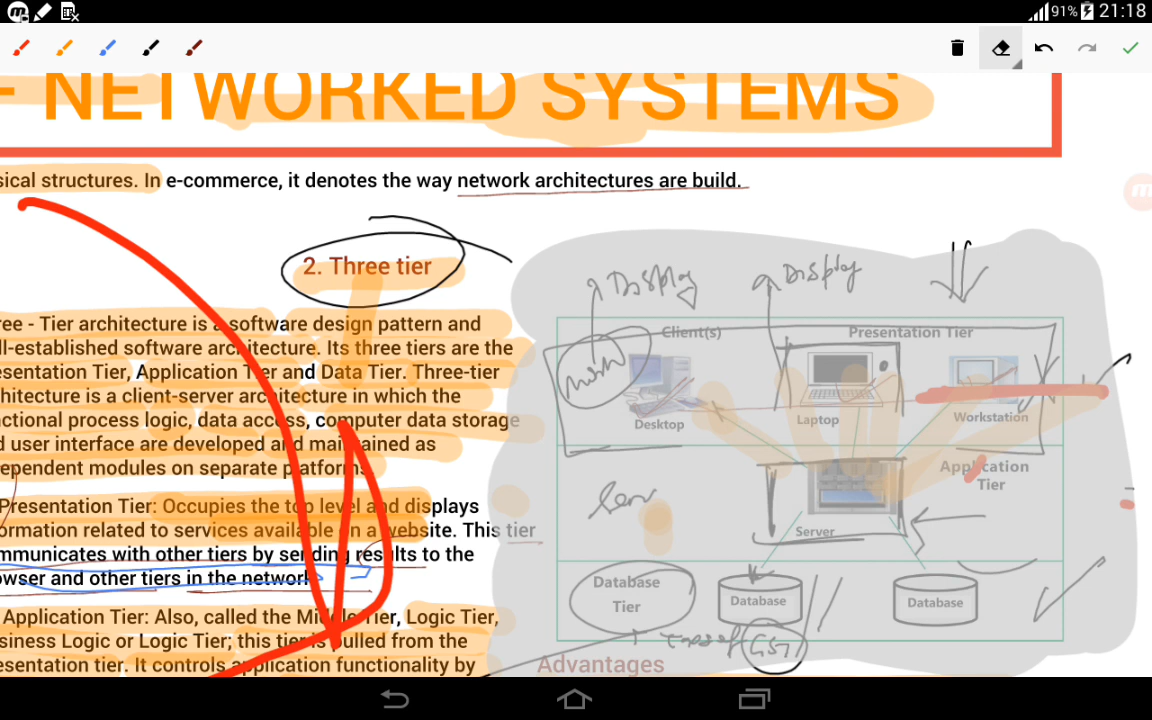 91% 21:18
- NETWORKED SYSTEMS
sical structures. In e-commerce, it denotes the way network architectures are build.
2. Three tier
ree - Tier architecture is a software design pattern and
ll-established software architecture. Its three tiers are the
esentation Tier, Application Tier and Data Tier. Three-tier
hitecture is a client-server architecture in which the
nctional process logic, data access, computer data storage
d user interface are developed and maintained as
ependent modules on separate platforms.
Presentation Tier: Occupies the top level and displays
ormation related to services available on a website. This tier
mmunicates with other tiers by sending results to the
owser and other tiers in the network.
Application Tier: Also, called the Middle Tier, Logic Tier,
siness Logic or Logic Tier; this tier is pulled from the
esentation tier. It controls application functionality by
Display
Display
Client(s)
Presentation Tier
Desktop
Laptop
Workstation
Application
Tier
Server
Database
Tier
Database
Database
Advantages